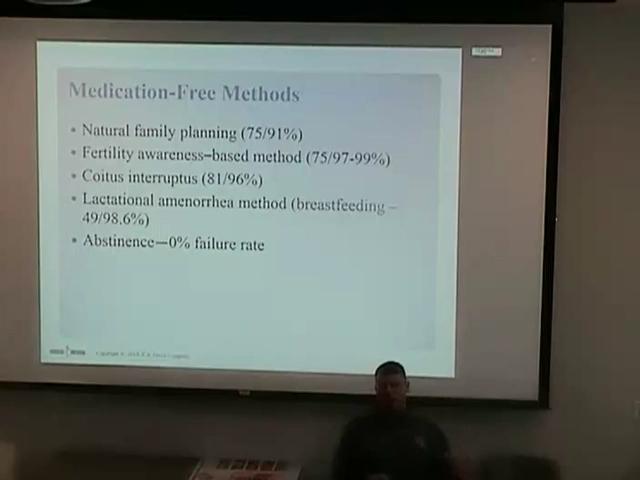 Medication-Free Methods
• Natural family planning (75/91%)
• Fertility awareness–based method (75/97-99%)
• Coitus interruptus (81/96%)
• Lactational amenorrhea method (breastfeeding –
49/98.6%)
• Abstinence—0% failure rate